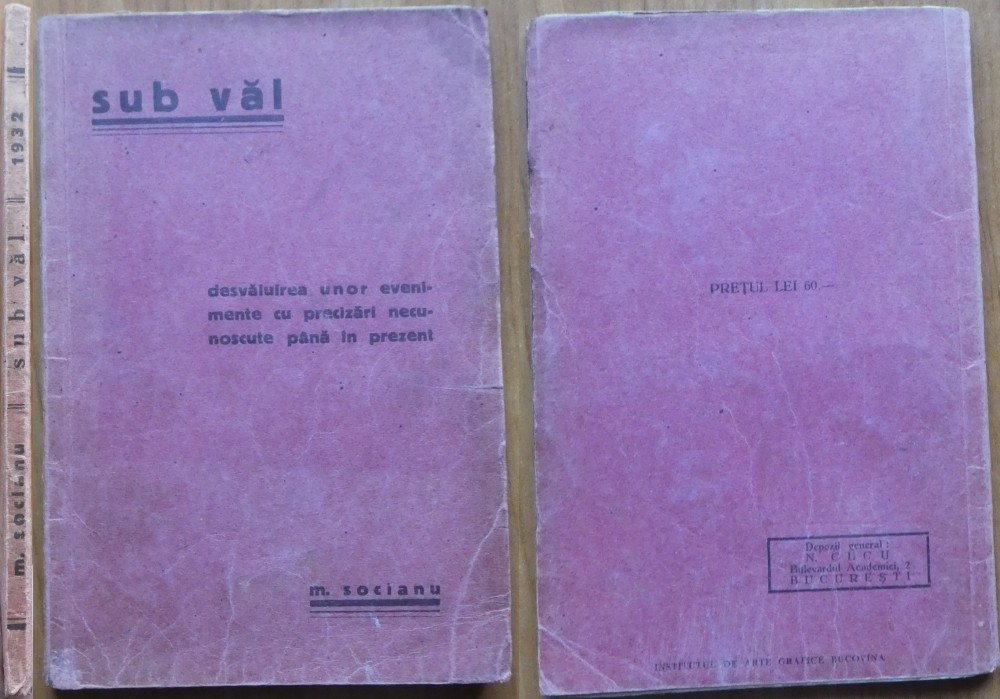 m. socianu sub văl. 1932
sub văl
desvăluirea unor eveni-
mente cu precizări necu-
noscute până in prezent
m. socianu
PREȚUL LEI 60.—
Depozit general:
N. CUCU
Bulevardul Academiei, 2
BUCUREȘTI
INSTITUTUL DE ARTE GRAFICE BUCOVINA